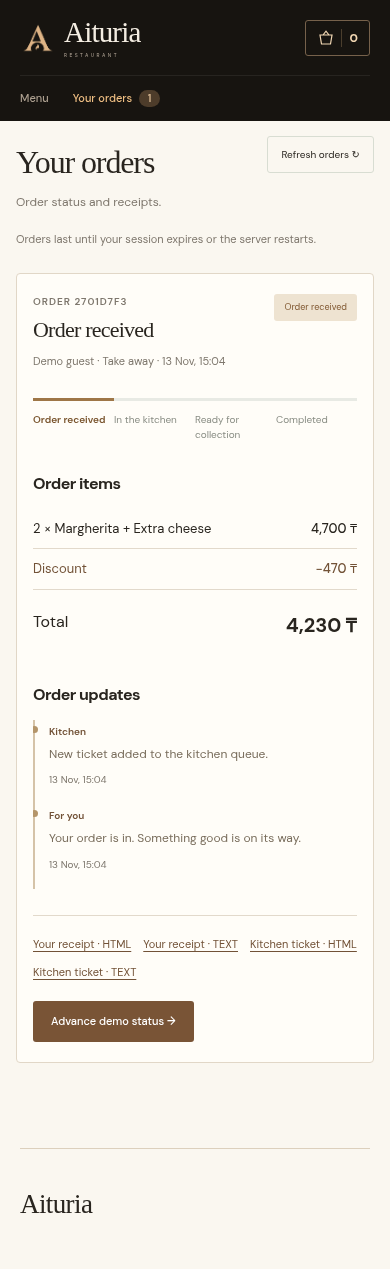 Aituria
RESTAURANT
0
Menu
Your orders 1
Your orders
Refresh orders ↻
Order status and receipts.
Orders last until your session expires or the server restarts.
ORDER 2701D7F3
Order received
Order received
Demo guest · Take away · 13 Nov, 15:04
Order received
In the kitchen
Ready for
collection
Completed
Order items
2 × Margherita + Extra cheese 4,700 ₸
Discount −470 ₸
Total 4,230 ₸
Order updates
Kitchen
New ticket added to the kitchen queue.
13 Nov, 15:04
For you
Your order is in. Something good is on its way.
13 Nov, 15:04
Your receipt · HTML Your receipt · TEXT Kitchen ticket · HTML
Kitchen ticket · TEXT
Advance demo status →
Aituria